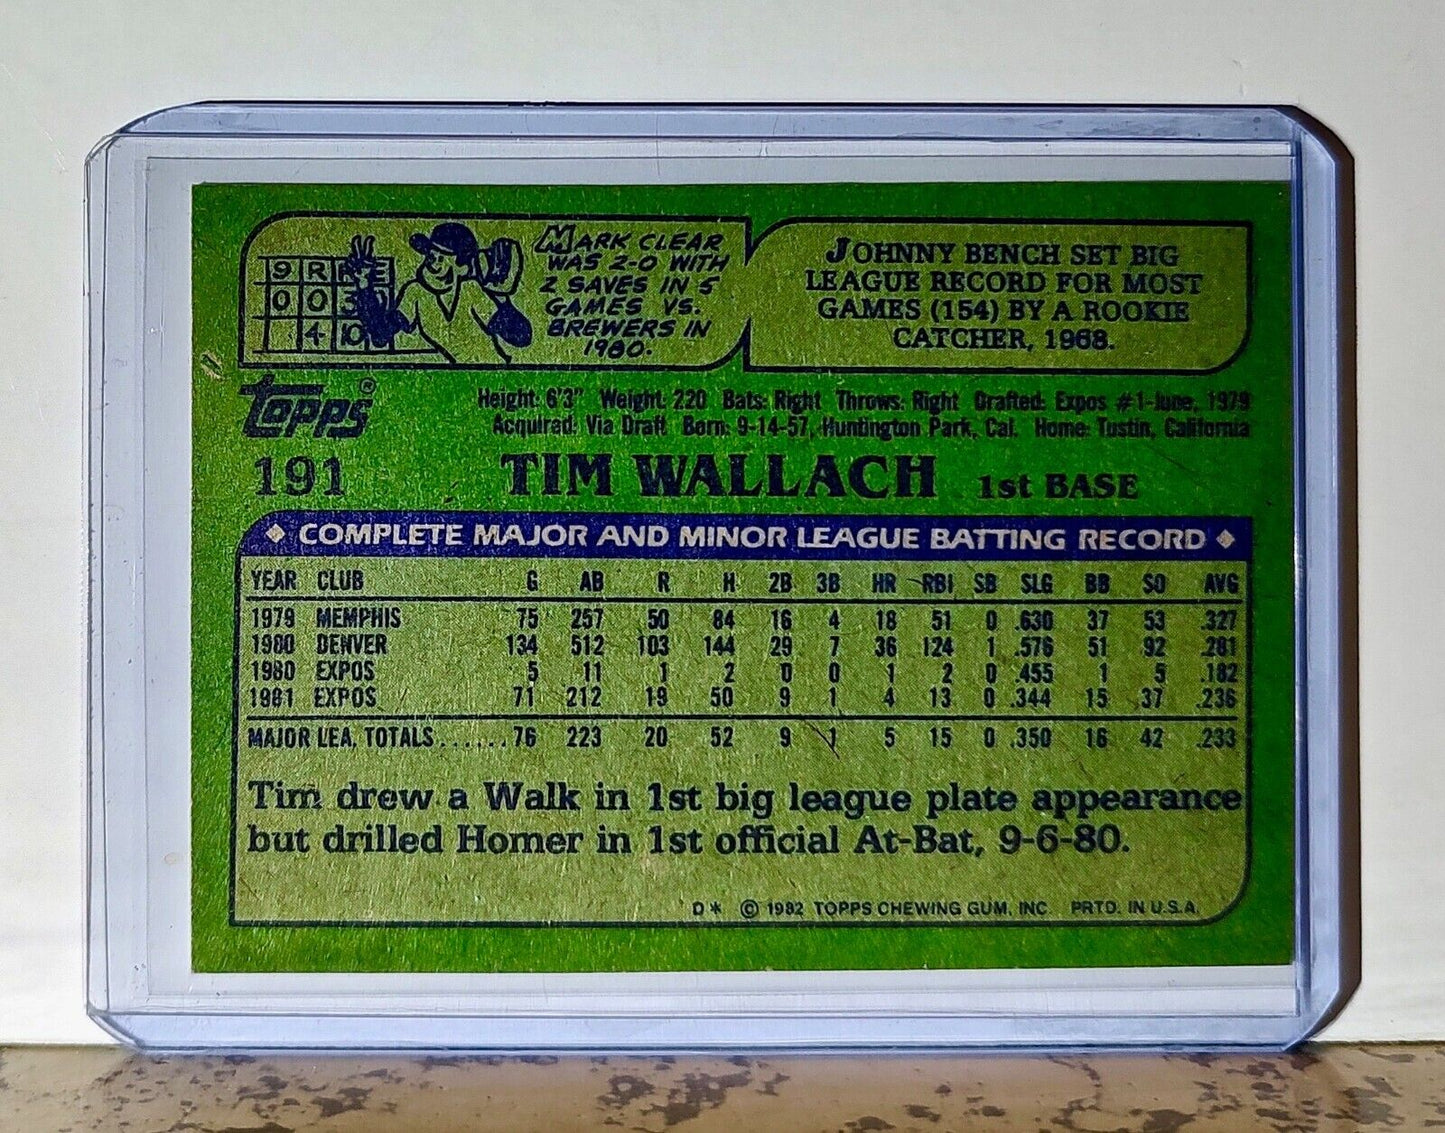 9 R H E
0 0 3
4 10
MARK CLEAR
WAS 2-0 WITH
2 SAVES IN 5
GAMES VS.
BREWERS IN
1980.
JOHNNY BENCH SET BIG
LEAGUE RECORD FOR MOST
GAMES (154) BY A ROOKIE
CATCHER, 1968.
Topps®
Height: 6'3" Weight: 220 Bats: Right Throws: Right Drafted: Expos #1-June, 1979
Acquired: Via Draft Born: 9-14-57, Huntington Park, Cal. Home: Tustin, California
191 TIM WALLACH 1st BASE
◆ COMPLETE MAJOR AND MINOR LEAGUE BATTING RECORD ◆
YEAR CLUB G AB R H 2B 3B HR RBI SB SLG BB SO AVG
1979 MEMPHIS 75 257 50 84 16 4 18 51 0 .630 37 53 .327
1980 DENVER 134 512 103 144 29 7 36 124 1 .576 51 92 .281
1980 EXPOS 5 11 1 2 0 0 1 2 0 .455 1 5 .182
1981 EXPOS 71 212 19 50 9 1 4 13 0 .344 15 37 .236
MAJOR LEA. TOTALS......76 223 20 52 9 1 5 15 0 .350 16 42 .233
Tim drew a Walk in 1st big league plate appearance
but drilled Homer in 1st official At-Bat, 9-6-80.
D* © 1982 TOPPS CHEWING GUM, INC. PRTD. IN U.S.A.